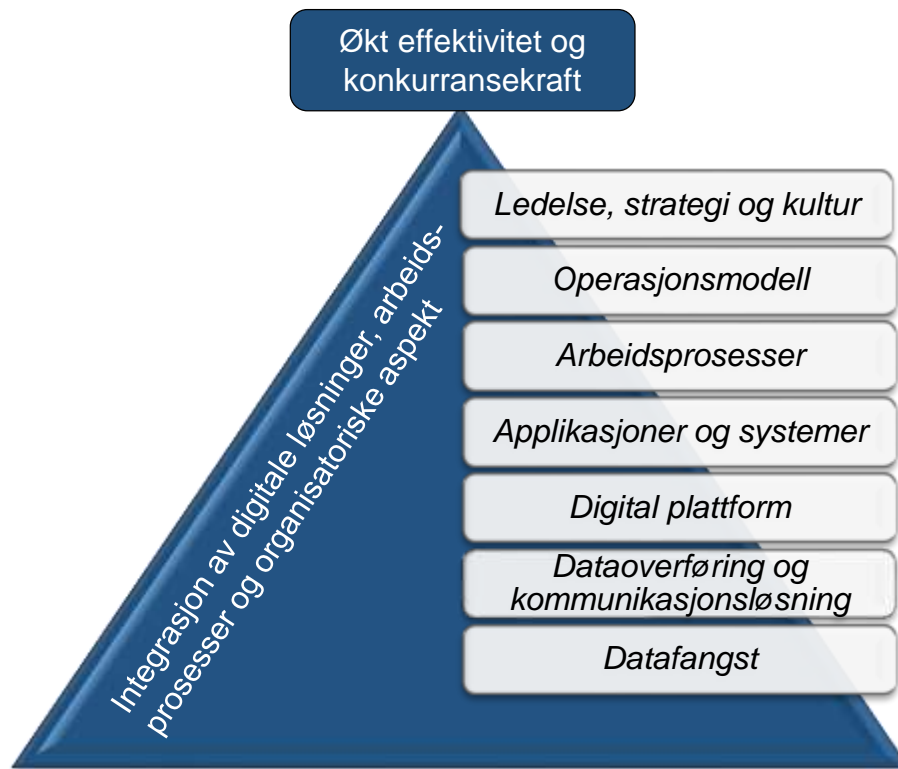 Økt effektivitet og
konkurransekraft
Integrasjon av digitale løsninger, arbeids-
prosesser og organisatoriske aspekt
Ledelse, strategi og kultur
Operasjonsmodell
Arbeidsprosesser
Applikasjoner og systemer
Digital plattform
Dataoverføring og
kommunikasjonsløsning
Datafangst